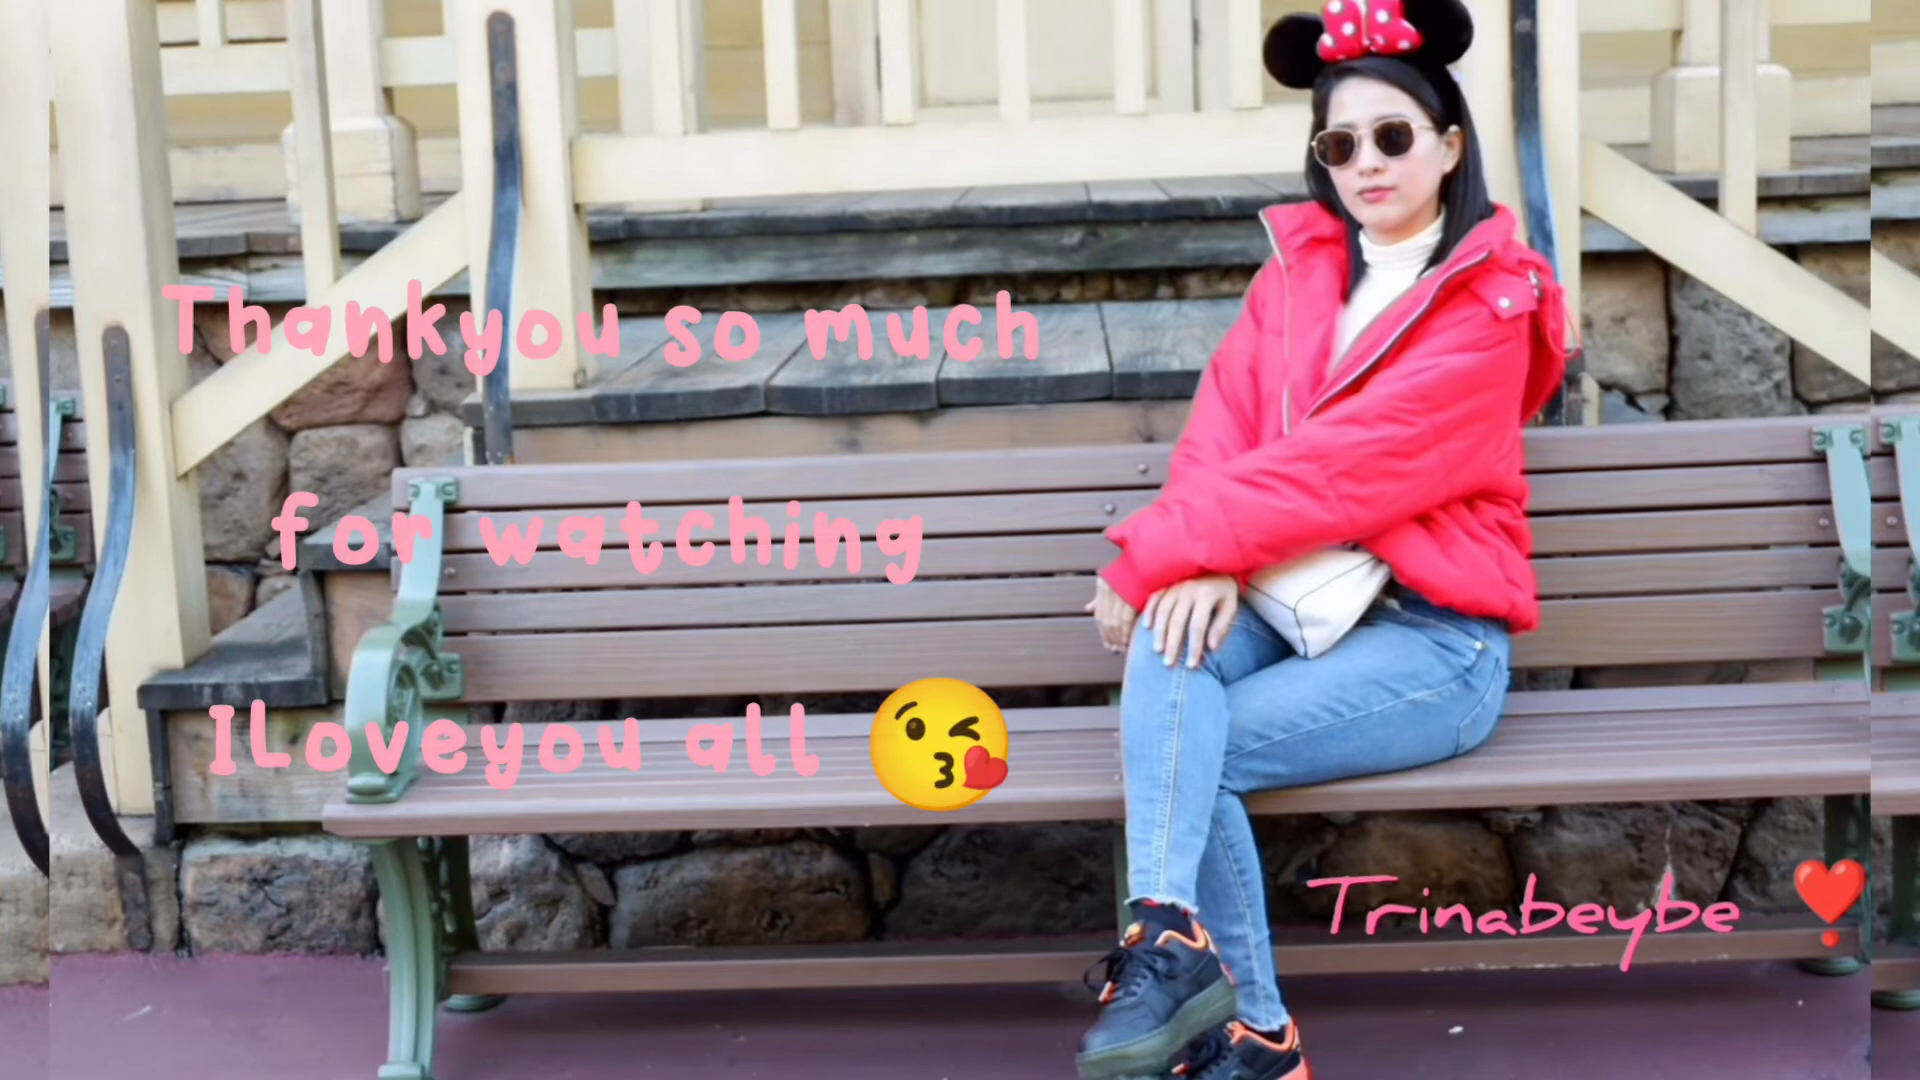 Thankyou so much
for watching
ILoveyou all 😘
Trinabeybe ❣️